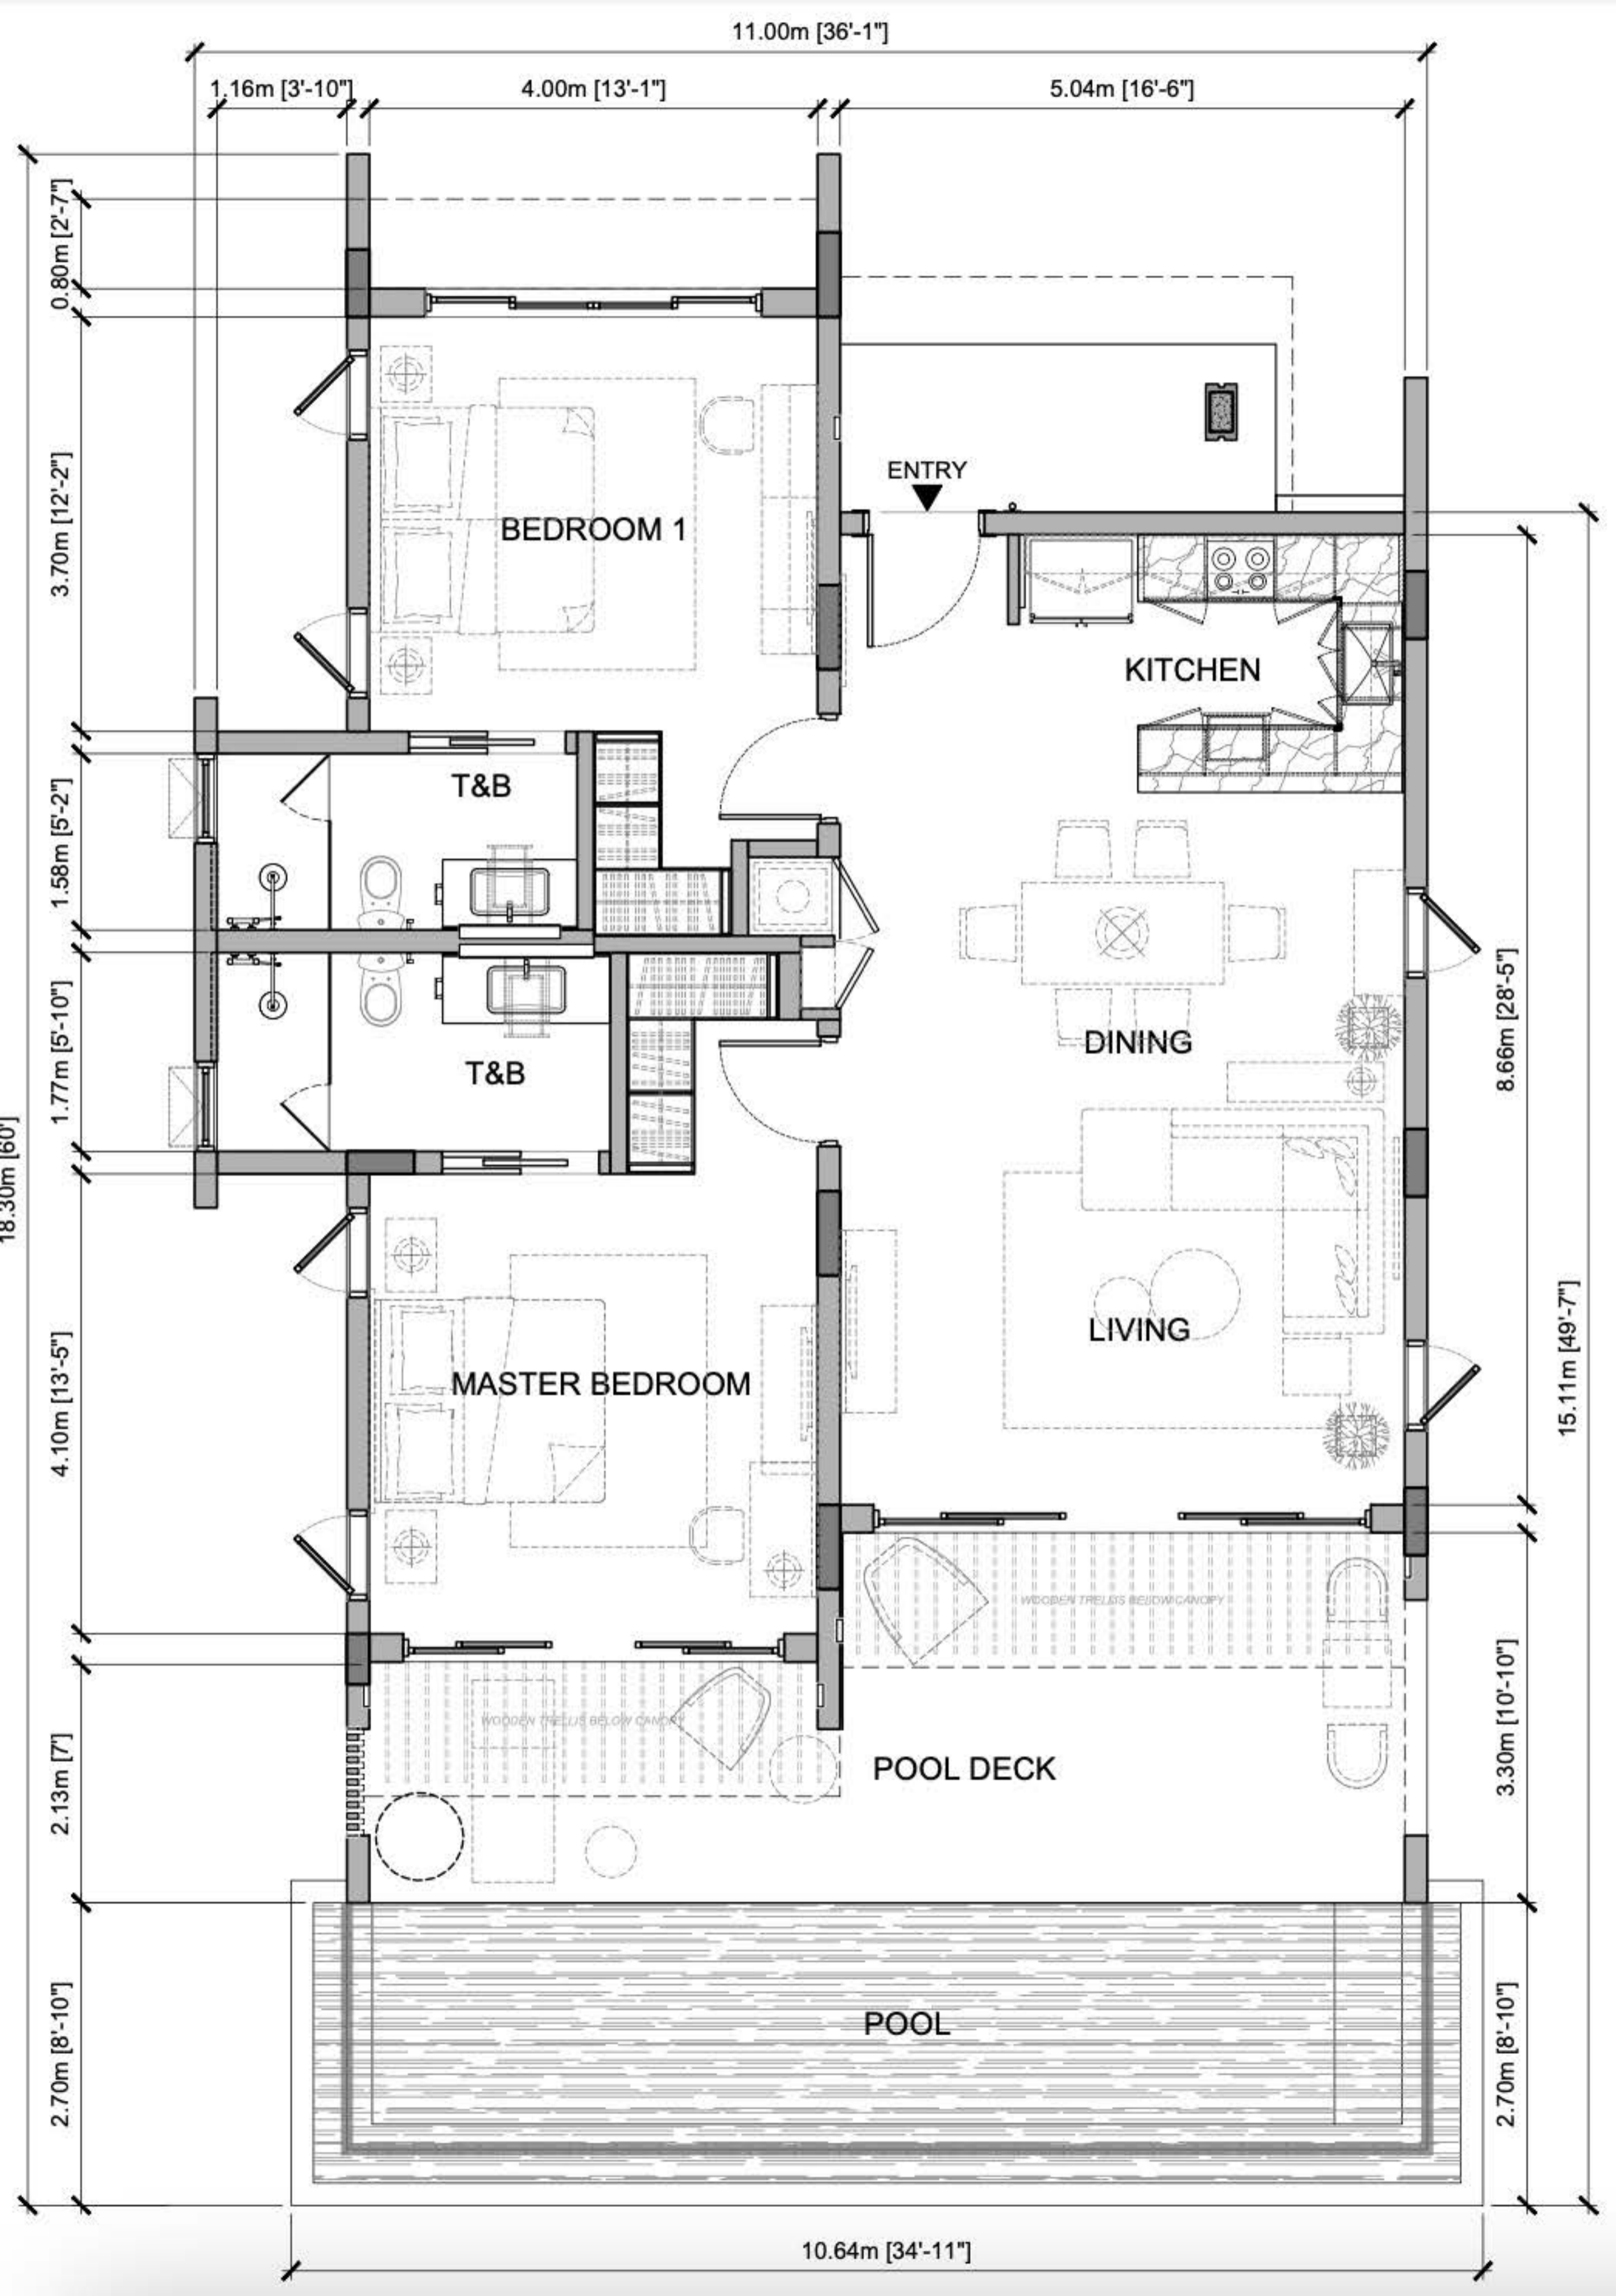 11.00m [36'-1"]
1.16m [3'-10"]
4.00m [13'-1"]
5.04m [16'-6"]
0.80m [2'-7"]
3.70m [12'-2"]
ENTRY
BEDROOM 1
KITCHEN
T&B
1.58m [5'-2"]
8.66m [28'-5"]
DINING
1.77m [5'-10"]
T&B
18.30m [60']
LIVING
15.11m [49'-7"]
4.10m [13'-5"]
MASTER BEDROOM
WOODEN TRELLIS BELOW CANOPY
3.30m [10'-10"]
WOODEN TRELLIS BELOW CANOPY
2.13m [7']
POOL DECK
POOL
2.70m [8'-10"]
2.70m [8'-10"]
10.64m [34'-11"]